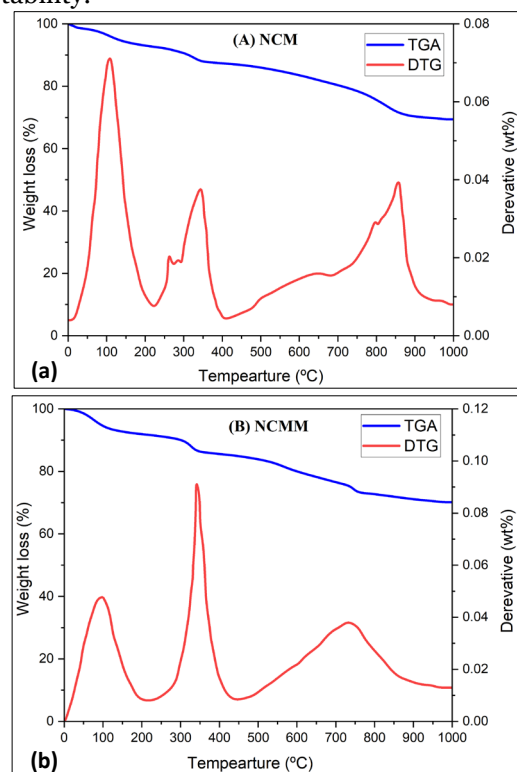 tability.
(A) NCM
TGA
DTG
100
80
60
40
20
0
Weight loss (%)
0.08
0.06
0.04
0.02
0.00
Derevative (wt%)
0 100 200 300 400 500 600 700 800 900 1000
Tempearture (ºC)
(a)
(B) NCMM
TGA
DTG
100
80
60
40
20
0
Weight loss (%)
0.12
0.10
0.08
0.06
0.04
0.02
0.00
Derevative (wt%)
0 100 200 300 400 500 600 700 800 900 1000
Tempearture (ºC)
(b)